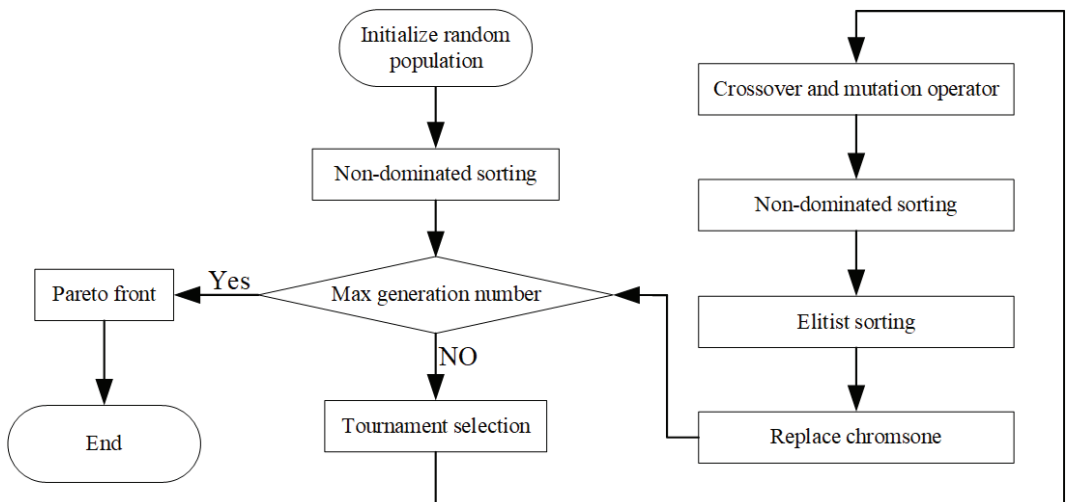 Initialize random
population
Non-dominated sorting
Max generation number
Yes
Pareto front
End
NO
Tournament selection
Crossover and mutation operator
Non-dominated sorting
Elitist sorting
Replace chromsone